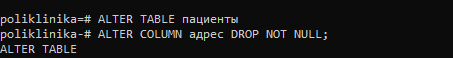 poliklinika=# ALTER TABLE пациенты
poliklinika-# ALTER COLUMN адрес DROP NOT NULL;
ALTER TABLE